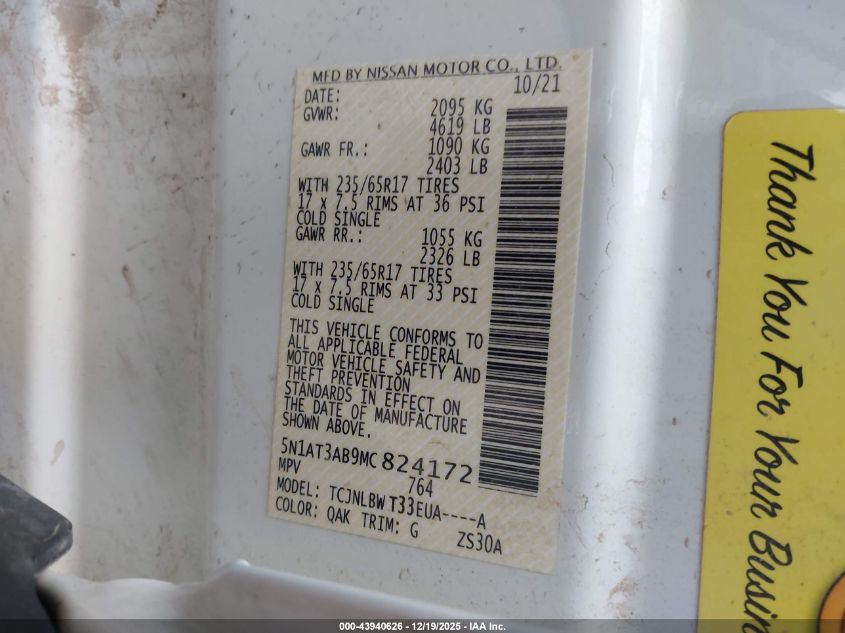 MFD BY NISSAN MOTOR CO., LTD.
DATE: 10/21
GVWR: 2095 KG
4619 LB
GAWR FR.: 1090 KG
2403 LB
WITH 235/65R17 TIRES
17 x 7.5 RIMS AT 36 PSI
COLD SINGLE
GAWR RR.: 1055 KG
2326 LB
WITH 235/65R17 TIRES
17 x 7.5 RIMS AT 33 PSI
COLD SINGLE
THIS VEHICLE CONFORMS TO
ALL APPLICABLE FEDERAL
MOTOR VEHICLE SAFETY AND
THEFT PREVENTION
STANDARDS IN EFFECT ON
THE DATE OF MANUFACTURE
SHOWN ABOVE.
5N1AT3AB9MC824172
MPV 764
MODEL: TCJNLBW T33EUA----A
COLOR: QAK TRIM: G ZS30A
Thank You For Your Busin
000-43940626 - 12/19/2025 - IAA Inc.